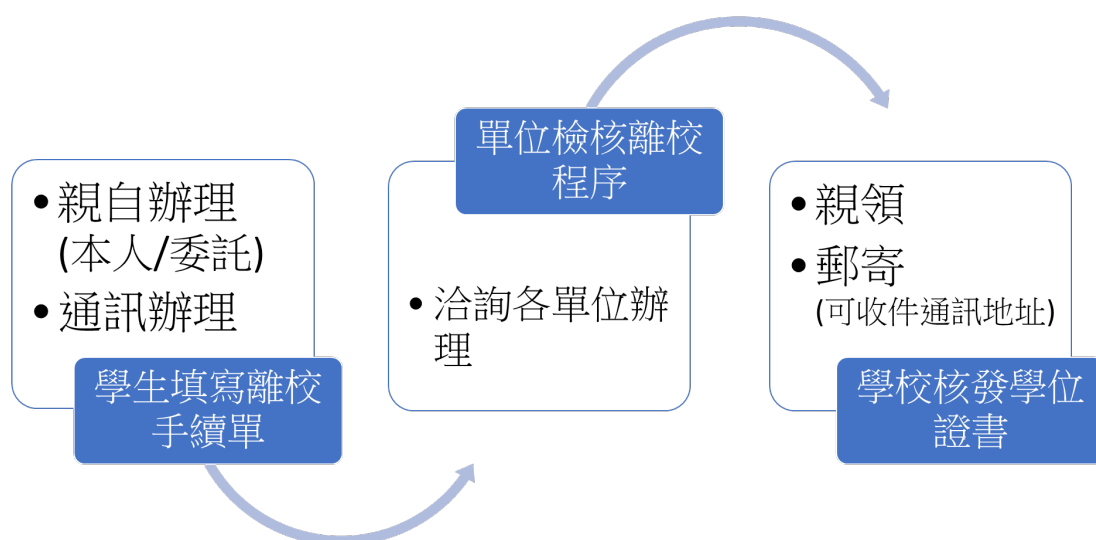 • 親自辦理
(本人/委託)
• 通訊辦理
學生填寫離校
手續單
單位檢核離校
程序
• 洽詢各單位辦
理
• 親領
• 郵寄
(可收件通訊地址)
學校核發學位
證書